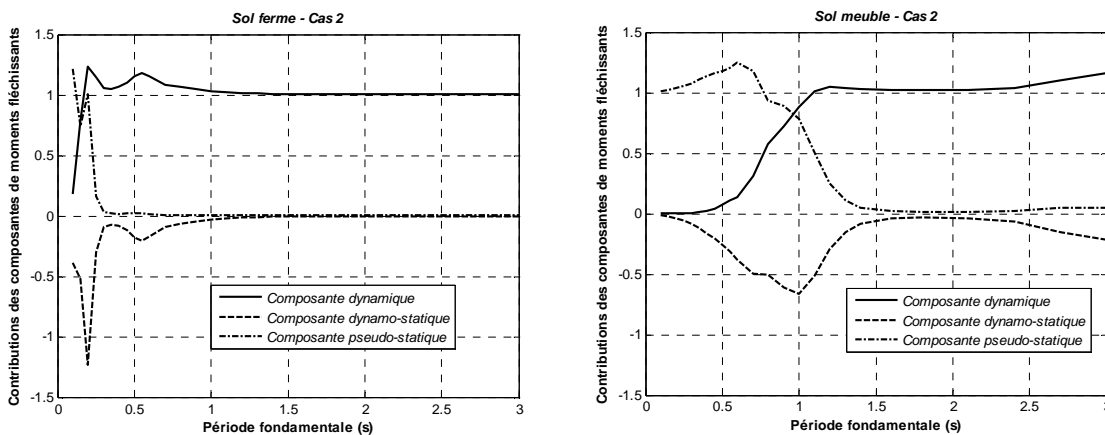 Sol ferme - Cas 2
Contributions des composantes de moments fléchissants
1.5
1
0.5
0
-0.5
-1
-1.5
Composante dynamique
Composante dynamo-statique
Composante pseudo-statique
0 0.5 1 1.5 2 2.5 3
Période fondamentale (s)
Sol meuble - Cas 2
Contributions des composantes de moments fléchissants
1.5
1
0.5
0
-0.5
-1
-1.5
Composante dynamique
Composante dynamo-statique
Composante pseudo-statique
0 0.5 1 1.5 2 2.5 3
Période fondamentale (s)